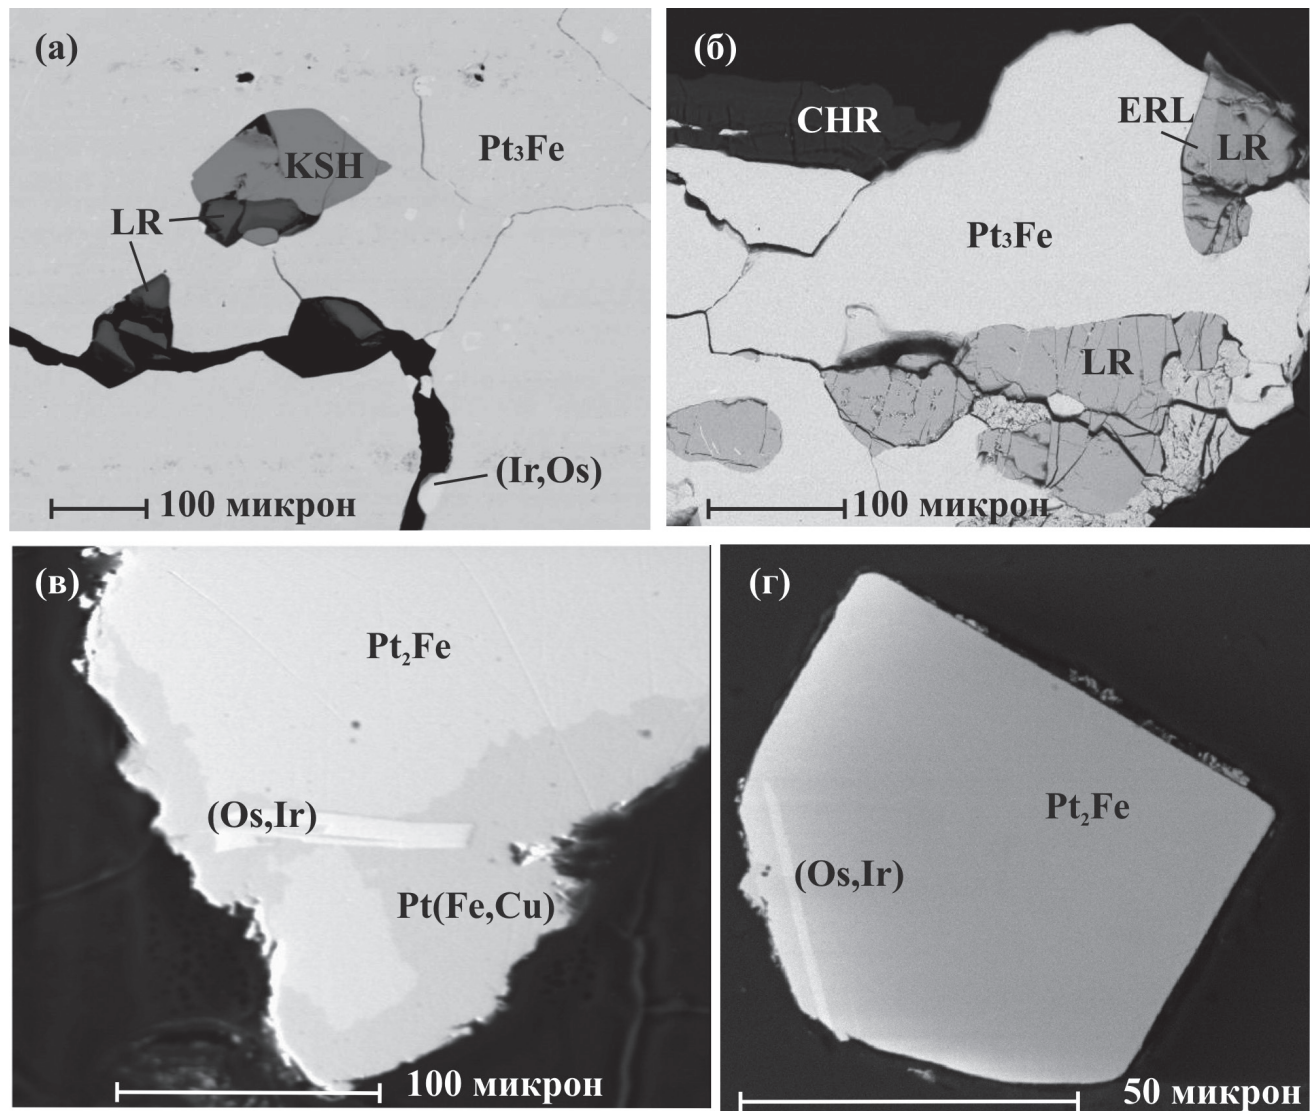 (а)
KSH
Pt₃Fe
LR
(Ir,Os)
100 микрон
(б)
CHR
ERL
LR
Pt₃Fe
LR
100 микрон
(в)
Pt₂Fe
(Os,Ir)
Pt(Fe,Cu)
100 микрон
(г)
Pt₂Fe
(Os,Ir)
50 микрон